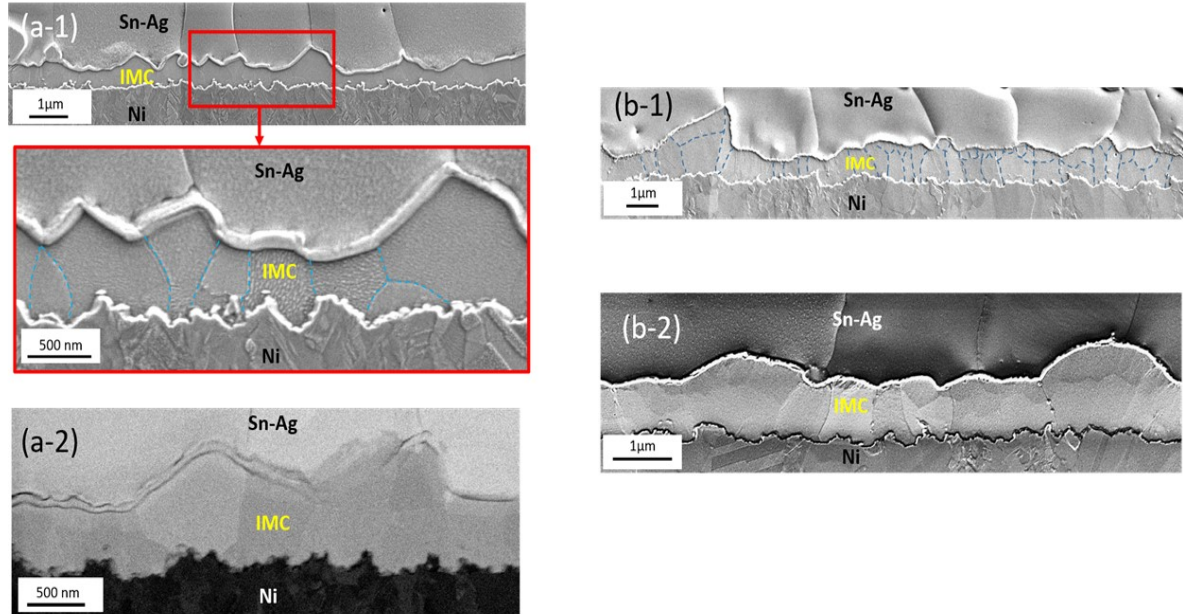 (a-1)
Sn-Ag
IMC
1μm
Ni
Sn-Ag
IMC
500 nm
Ni
(a-2)
Sn-Ag
IMC
500 nm
Ni
(b-1)
Sn-Ag
IMC
1μm
Ni
(b-2)
Sn-Ag
IMC
1μm
Ni